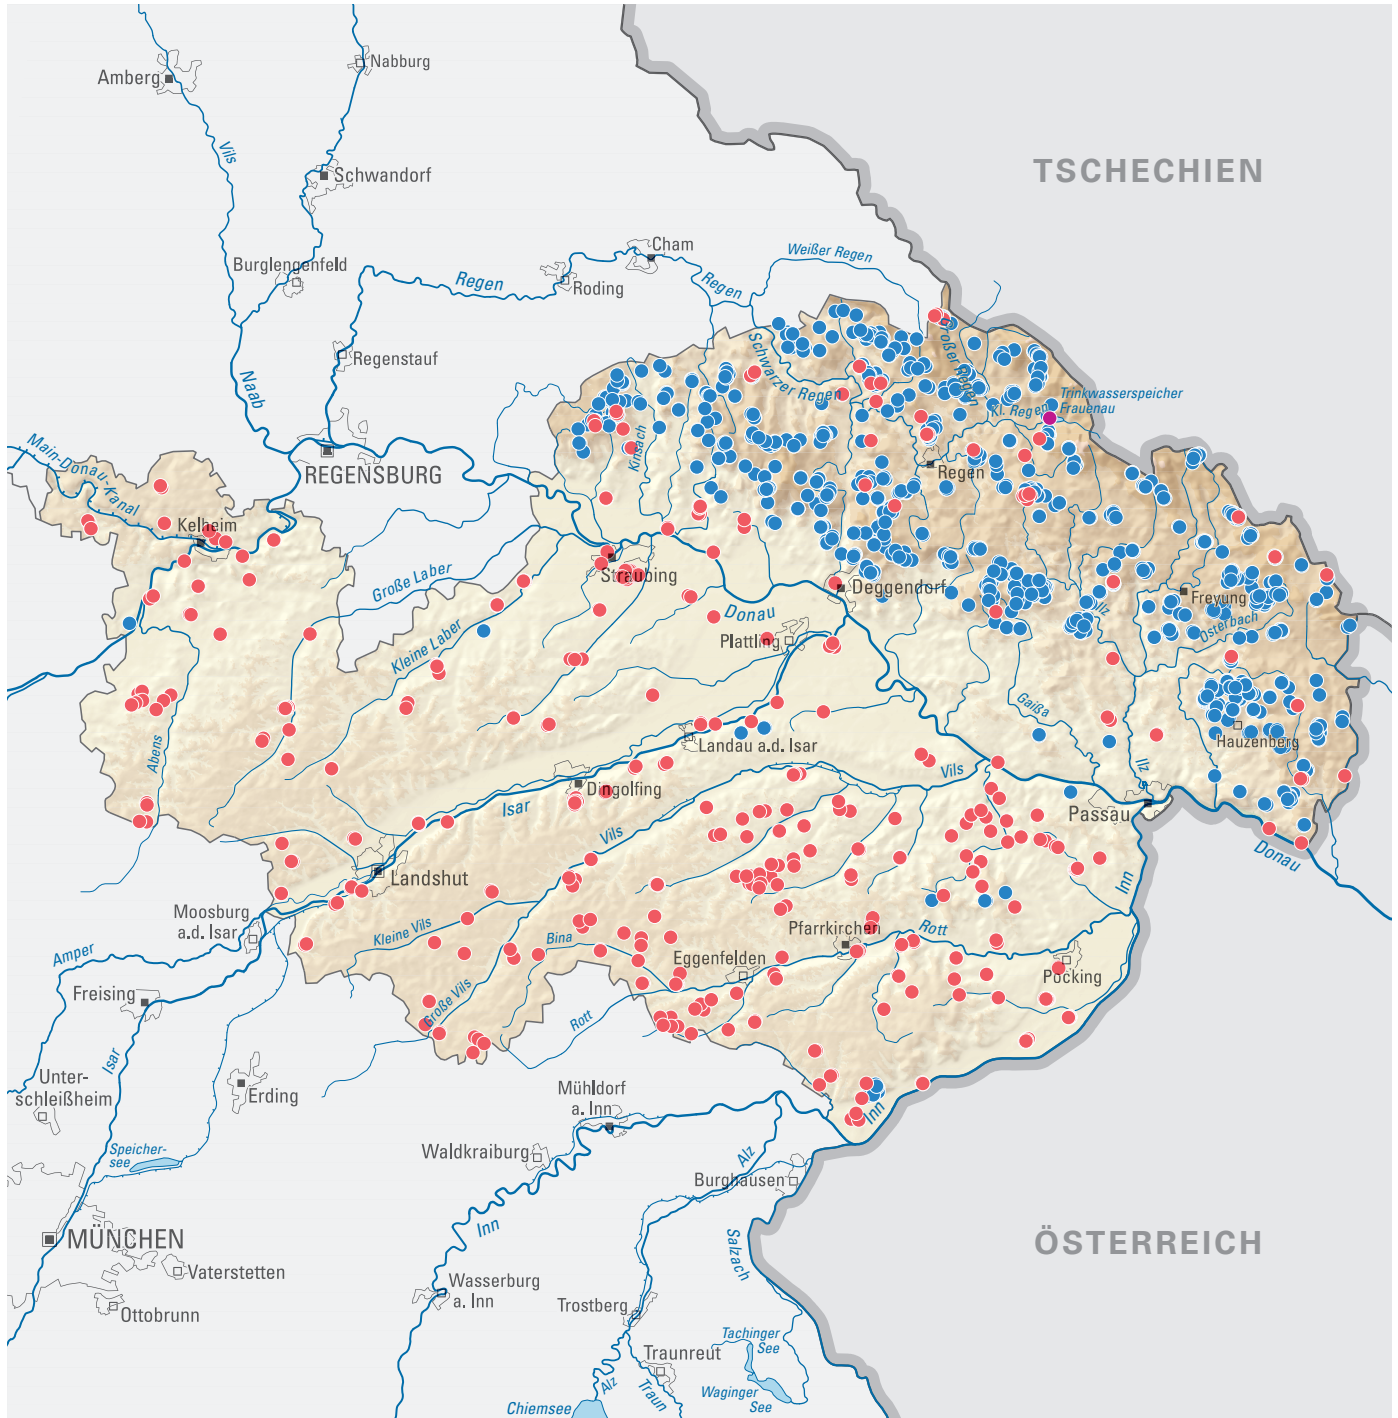 Nabburg
Amberg
Vils
TSCHECHIEN
Schwandorf
Cham
Weißer Regen
Burglengenfeld
Regen
Regen
Roding
Großer Regen
Regenstauf
Schwarzer Regen
Naab
Trinkwasserspeicher
Frauenau
Kl. Regen
Main-Donau-Kanal
Kinsach
REGENSBURG
Regen
Kelheim
Große Laber
Straubing
Deggendorf
Freyung
Ilz
Donau
Osterbach
Kleine Laber
Plattling
Gaißa
Abens
Landau a.d. Isar
Hauzenberg
Vils
Ilz
Dingolfing
Isar
Passau
Vils
Donau
Landshut
Inn
Moosburg
a.d. Isar
Kleine Vils
Bina
Pfarrkirchen
Rott
Amper
Eggenfelden
Pocking
Freising
Große Vils
Rott
Isar
Unter-
schleißheim
Erding
Mühldorf
a. Inn
Inn
Speicher-
see
Waldkraiburg
Alz
Burghausen
Inn
MÜNCHEN
Salzach
ÖSTERREICH
Vaterstetten
Wasserburg
a. Inn
Ottobrunn
Trostberg
Tachinger
See
Traunreut
Alz
Traun
Waginger
See
Chiemsee